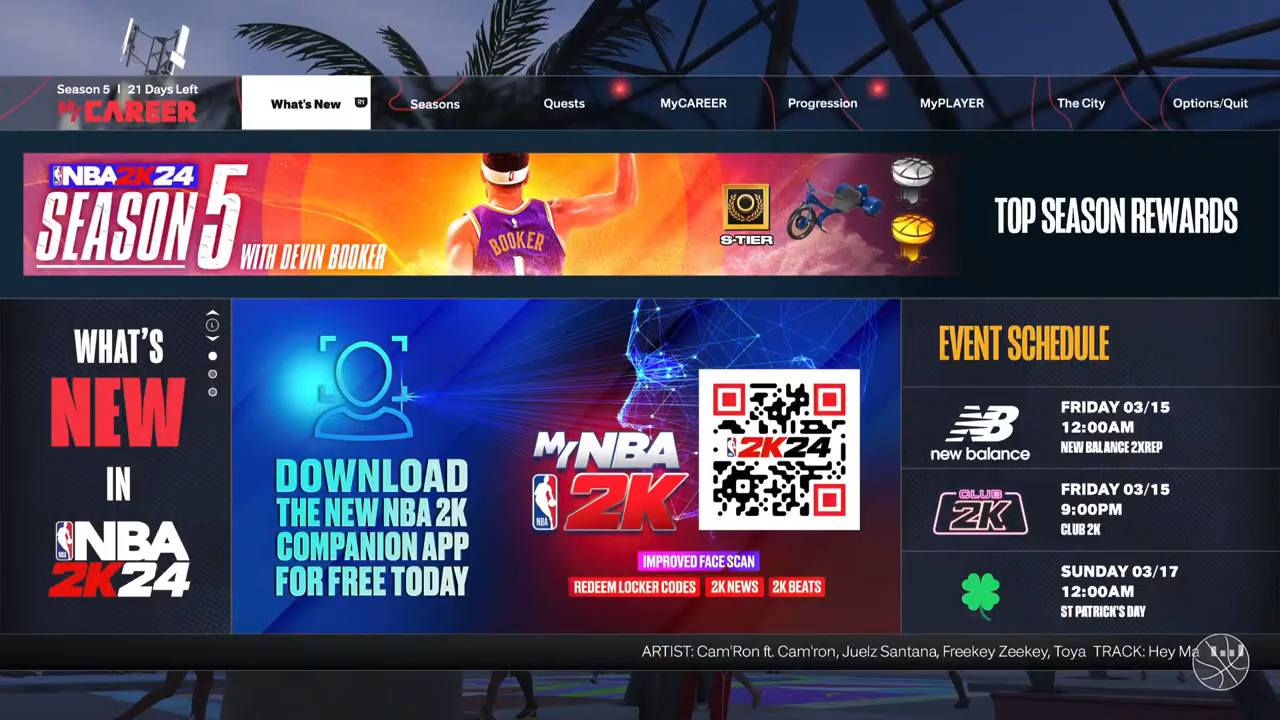 Season 5 | 21 Days Left
MyCAREER
What's New
R1
Seasons
Quests
MyCAREER
Progression
MyPLAYER
The City
Options/Quit
NBA 2K24
SEASON 5
WITH DEVIN BOOKER
BOOKER
1
S-TIER
TOP SEASON REWARDS
WHAT'S
NEW
IN
NBA
2K24
L
DOWNLOAD
THE NEW NBA 2K
COMPANION APP
FOR FREE TODAY
MyNBA
2K
NBA
2K24
IMPROVED FACE SCAN
REDEEM LOCKER CODES
2K NEWS
2K BEATS
EVENT SCHEDULE
new balance
FRIDAY 03/15
12:00AM
NEW BALANCE 2XREP
CLUB
2K
FRIDAY 03/15
9:00PM
CLUB 2K
SUNDAY 03/17
12:00AM
ST PATRICK'S DAY
ARTIST: Cam'Ron ft. Cam'ron, Juelz Santana, Freekey Zeekey, Toya TRACK: Hey Ma